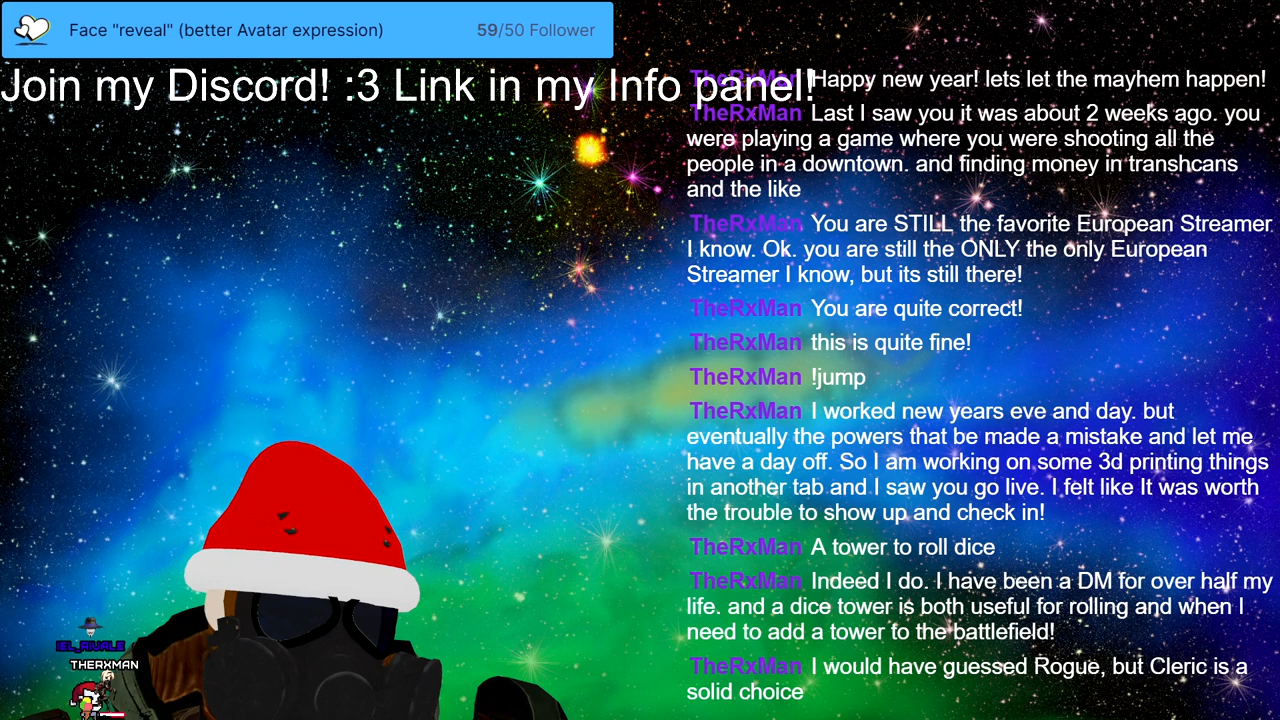 Face "reveal" (better Avatar expression) 59/50 Follower
Join my Discord! :3 Link in my Info panel!
TheRxMan Happy new year! lets let the mayhem happen!
TheRxMan Last I saw you it was about 2 weeks ago. you
were playing a game where you were shooting all the
people in a downtown. and finding money in transhcans
and the like
TheRxMan You are STILL the favorite European Streamer
I know. Ok. you are still the ONLY the only European
Streamer I know, but its still there!
TheRxMan You are quite correct!
TheRxMan this is quite fine!
TheRxMan !jump
TheRxMan I worked new years eve and day. but
eventually the powers that be made a mistake and let me
have a day off. So I am working on some 3d printing things
in another tab and I saw you go live. I felt like It was worth
the trouble to show up and check in!
TheRxMan A tower to roll dice
TheRxMan Indeed I do. I have been a DM for over half my
life. and a dice tower is both useful for rolling and when I
need to add a tower to the battlefield!
TheRxMan I would have guessed Rogue, but Cleric is a
solid choice
THERXMAN